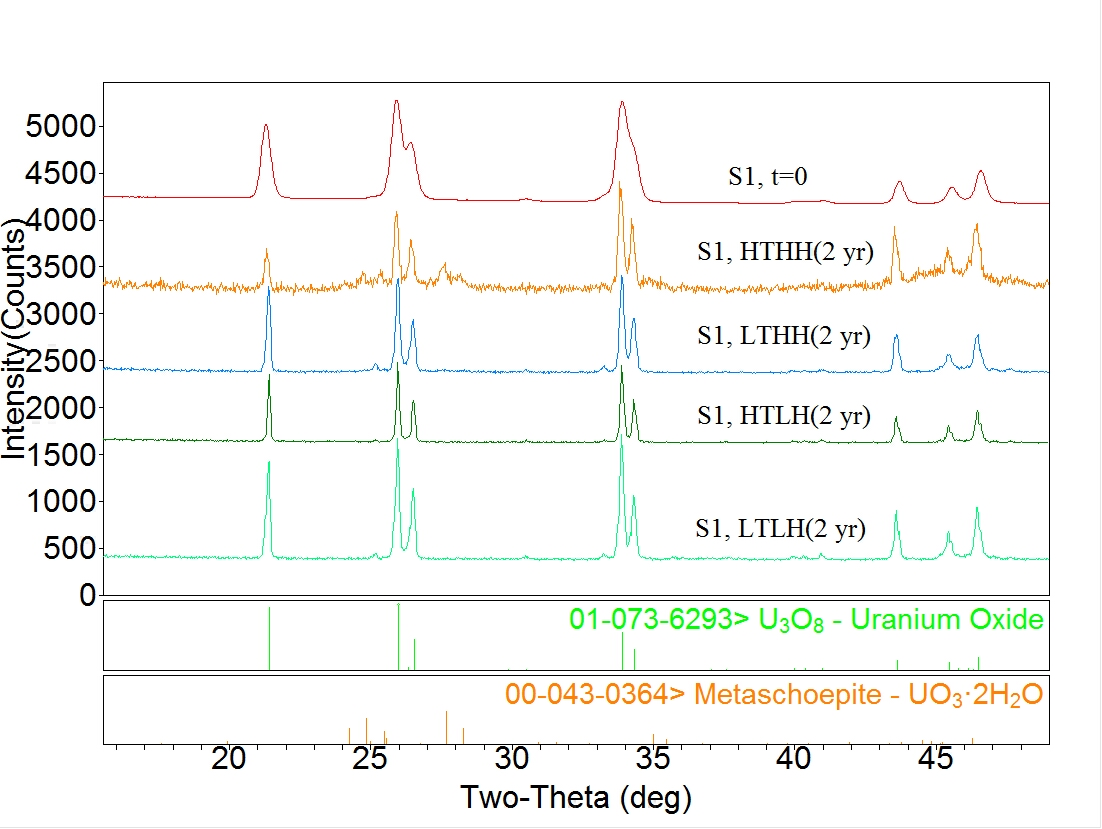 5000
4500
4000
3500
3000
2500
2000
1500
1000
500
0
Intensity(Counts)
S1, t=0
S1, HTHH(2 yr)
S1, LTHH(2 yr)
S1, HTLH(2 yr)
S1, LTLH(2 yr)
01-073-6293> U₃O₈ - Uranium Oxide
00-043-0364> Metaschoepite - UO₃·2H₂O
20 25 30 35 40 45
Two-Theta (deg)